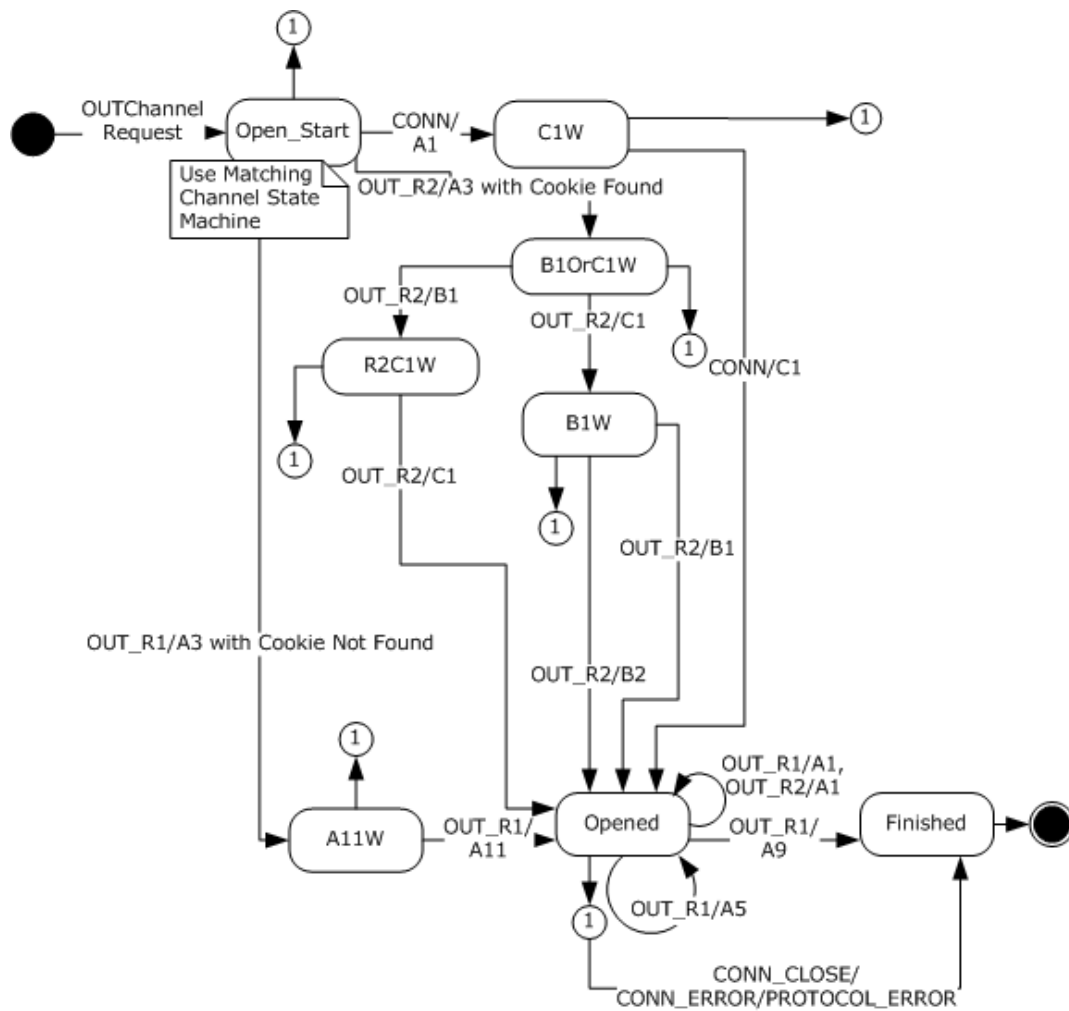 1
OUTChannel
Request
Open_Start
CONN/
A1
C1W
1
Use Matching
Channel State
Machine
OUT_R2/A3 with Cookie Found
B1OrC1W
OUT_R2/B1
OUT_R2/C1
1
R2C1W
CONN/C1
B1W
1
OUT_R2/C1
1
OUT_R2/B1
OUT_R1/A3 with Cookie Not Found
OUT_R2/B2
1
OUT_R1/A1,
OUT_R2/A1
A11W
OUT_R1/
A11
Opened
OUT_R1/
A9
Finished
OUT_R1/A5
1
CONN_CLOSE/
CONN_ERROR/PROTOCOL_ERROR